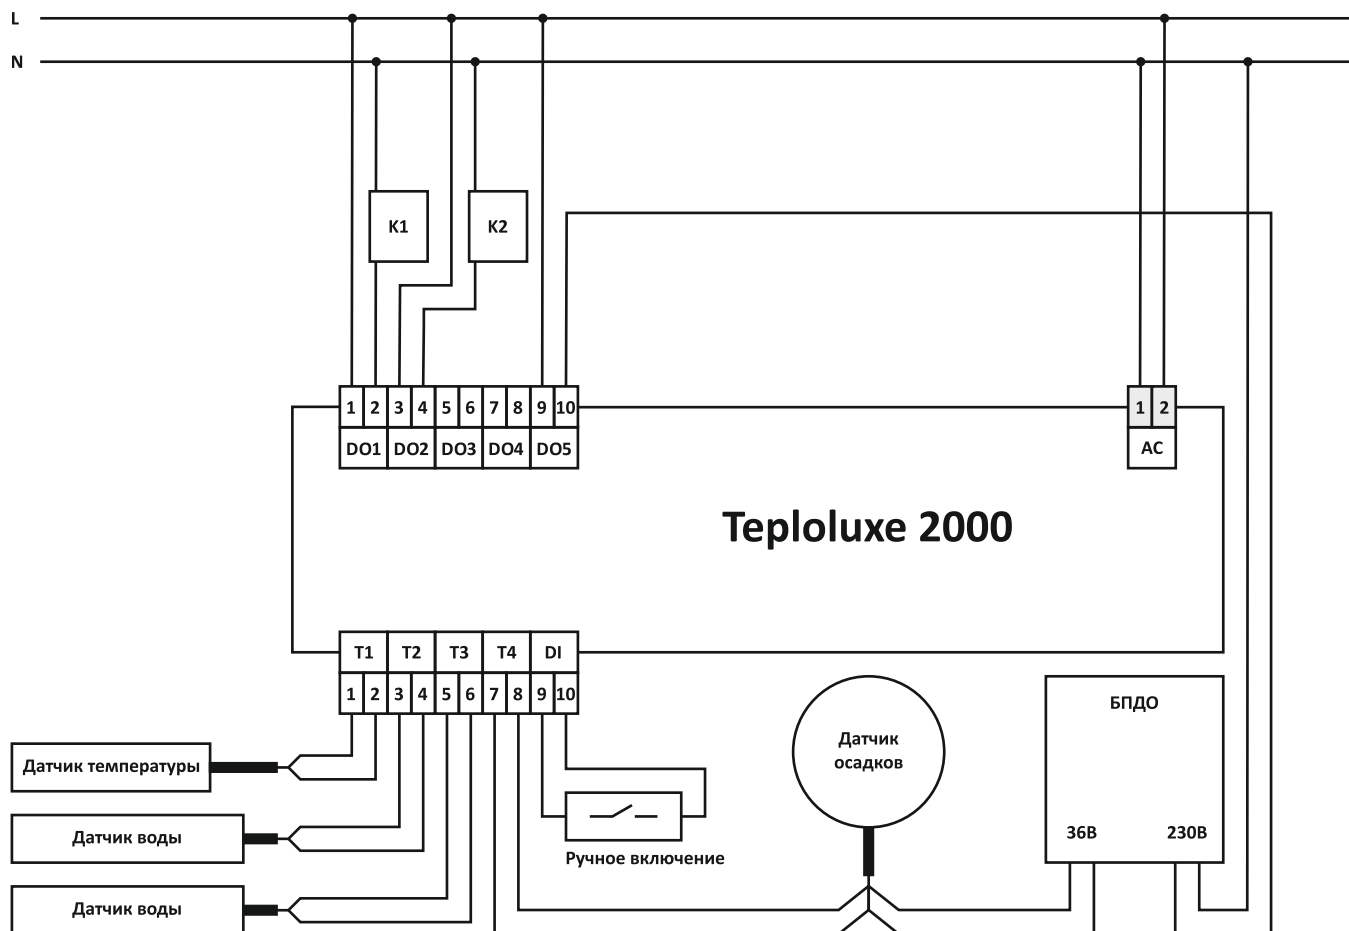 L
N
K1 K2
1 2 3 4 5 6 7 8 9 10 1 2
DO1 DO2 DO3 DO4 DO5 AC
Teploluxe 2000
T1 T2 T3 T4 DI
1 2 3 4 5 6 7 8 9 10
БПДО
Датчик
осадков
Датчик температуры
Датчик воды
36В 230В
Ручное включение
Датчик воды